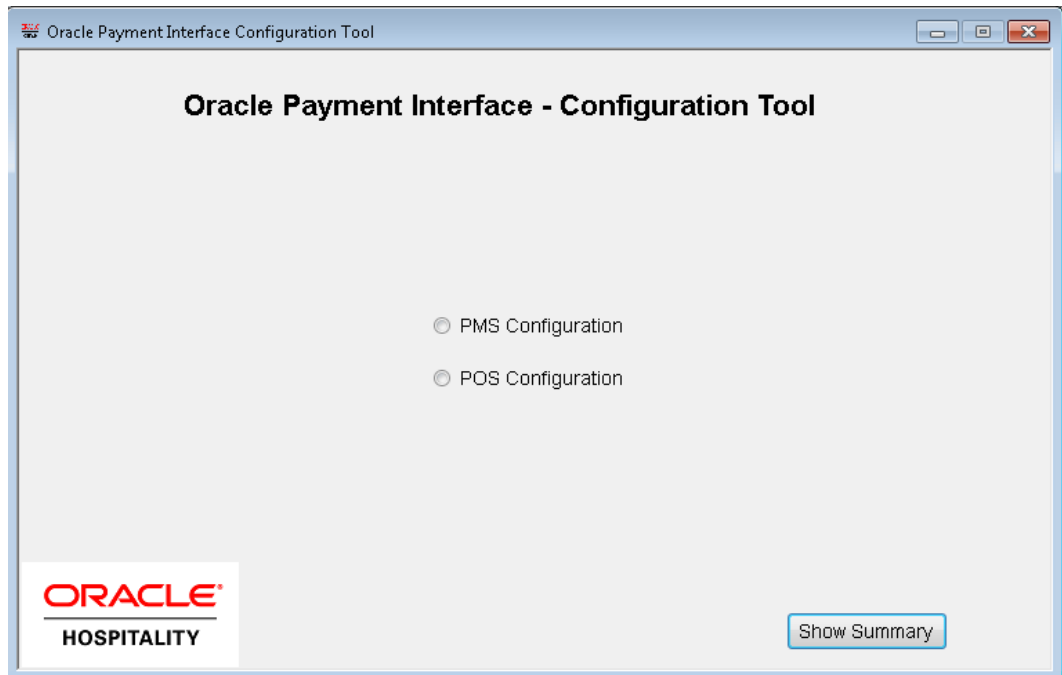 Oracle Payment Interface Configuration Tool
Oracle Payment Interface - Configuration Tool
PMS Configuration
POS Configuration
ORACLE®
HOSPITALITY
Show Summary